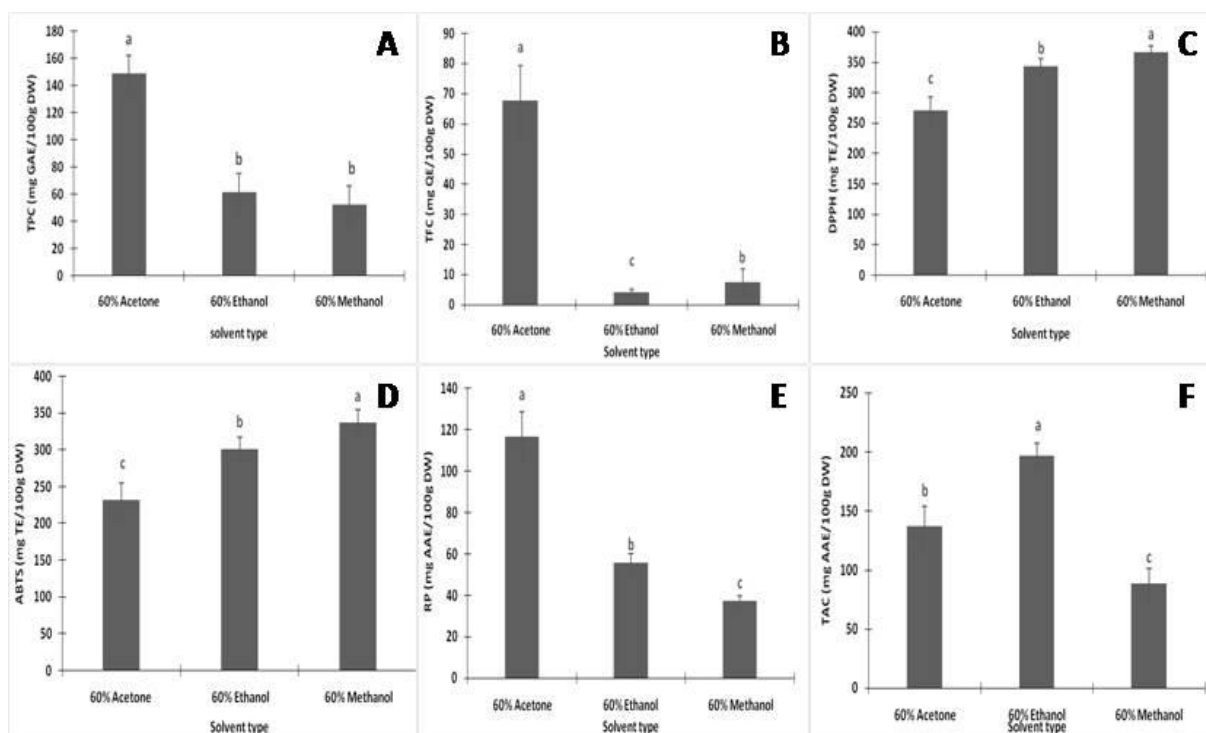 A
TPC (mg GAE/100g DW)
180
160
140
120
100
80
60
40
20
0
a
b
b
60% Acetone 60% Ethanol 60% Methanol
solvent type
B
TFC (mg QE/100g DW)
90
80
70
60
50
40
30
20
10
0
a
c
b
60% Acetone 60% Ethanol 60% Methanol
Solvent type
C
DPPH (mg TE/100g DW)
400
350
300
250
200
150
100
50
0
c
b
a
60% Acetone 60% Ethanol 60% Methanol
Solvent type
D
ABTS (mg TE/100g DW)
400
350
300
250
200
150
100
50
0
c
b
a
60% Acetone 60% Ethanol 60% Methanol
Solvent type
E
RP (mg AAE/100g DW)
140
120
100
80
60
40
20
0
a
b
c
60% Acetone 60% Ethanol 60% Methanol
Solvent type
F
TAC (mg AAE/100g DW)
250
200
150
100
50
0
b
a
c
60% Acetone 60% Ethanol 60% Methanol
Solvent type